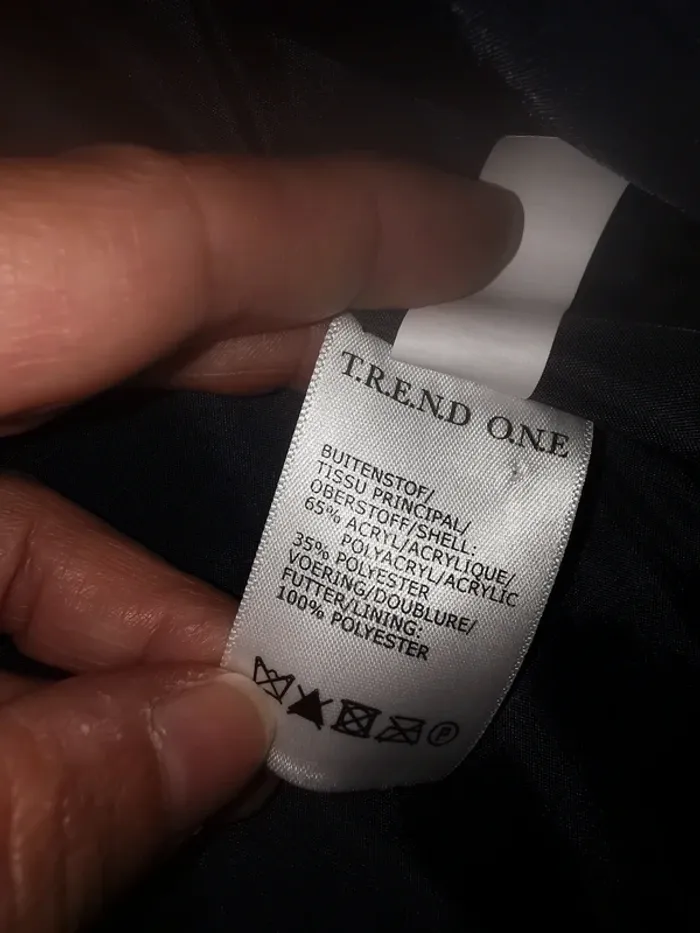 T.R.E.N.D O.N.E
BUITENSTOF/
TISSU PRINCIPAL/
OBERSTOFF/SHELL:
65% ACRYL/ACRYLIQUE/
POLYACRYL/ACRYLIC
35% POLYESTER
VOERING/DOUBLURE/
FUTTER/LINING:
100% POLYESTER
P